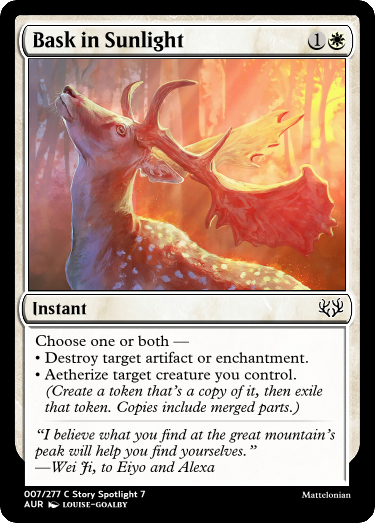 Bask in Sunlight 1
Instant
Choose one or both —
• Destroy target artifact or enchantment.
• Aetherize target creature you control.
(Create a token that's a copy of it, then exile
that token. Copies include merged parts.)
"I believe what you find at the great mountain's
peak will help you find yourselves."
—Wei Ji, to Eiyo and Alexa
007/277 C Story Spotlight 7
AUR LOUISE-GOALBY
Mattelonian